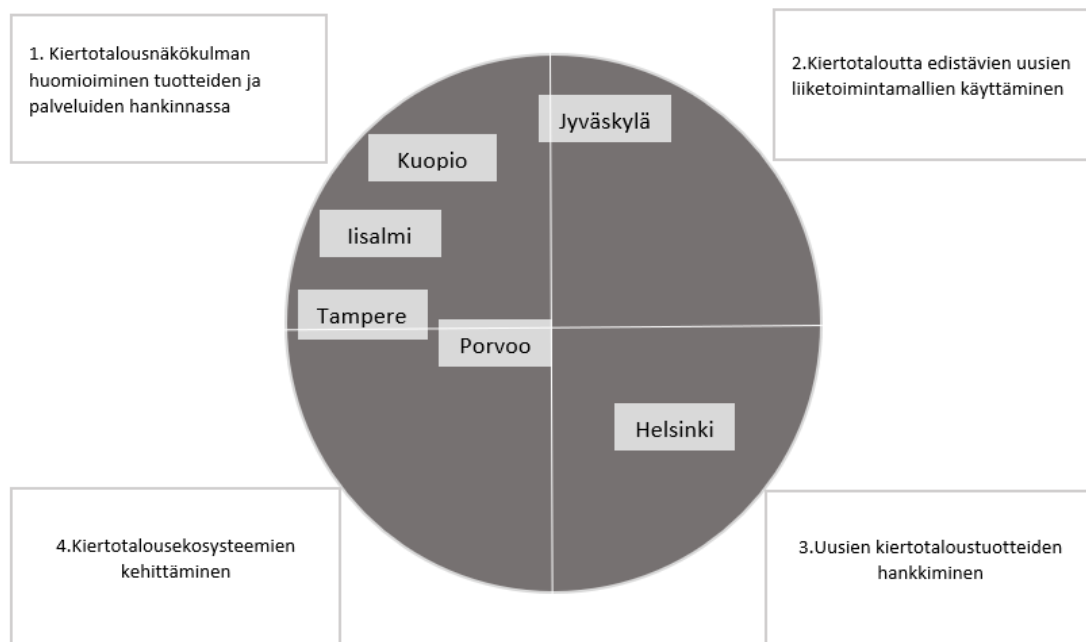 1. Kiertotalousnäkökulman
huomioiminen tuotteiden ja
palveluiden hankinnassa
2.Kiertotaloutta edistävien uusien
liiketoimintamallien käyttäminen
Jyväskylä
Kuopio
Iisalmi
Tampere
Porvoo
Helsinki
4.Kiertotalousekosysteemien
kehittäminen
3.Uusien kiertotaloustuotteiden
hankkiminen